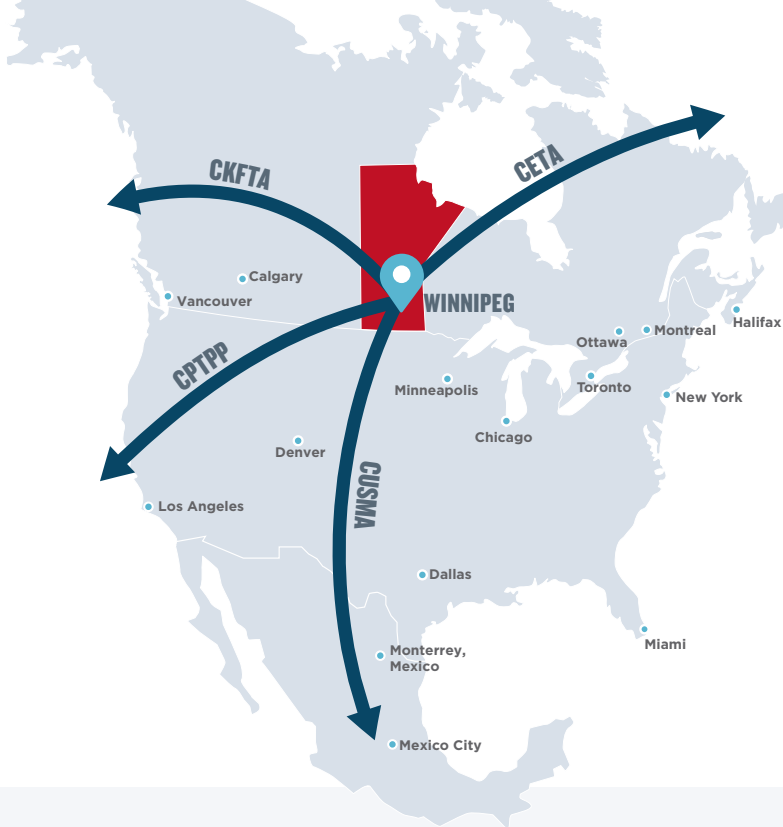 CETA
CKFTA
Calgary
Vancouver
WINNIPEG
Halifax
Ottawa
Montreal
CPTPP
Minneapolis
Toronto
New York
Chicago
Denver
CUSMA
Los Angeles
Dallas
Miami
Monterrey,
Mexico
Mexico City